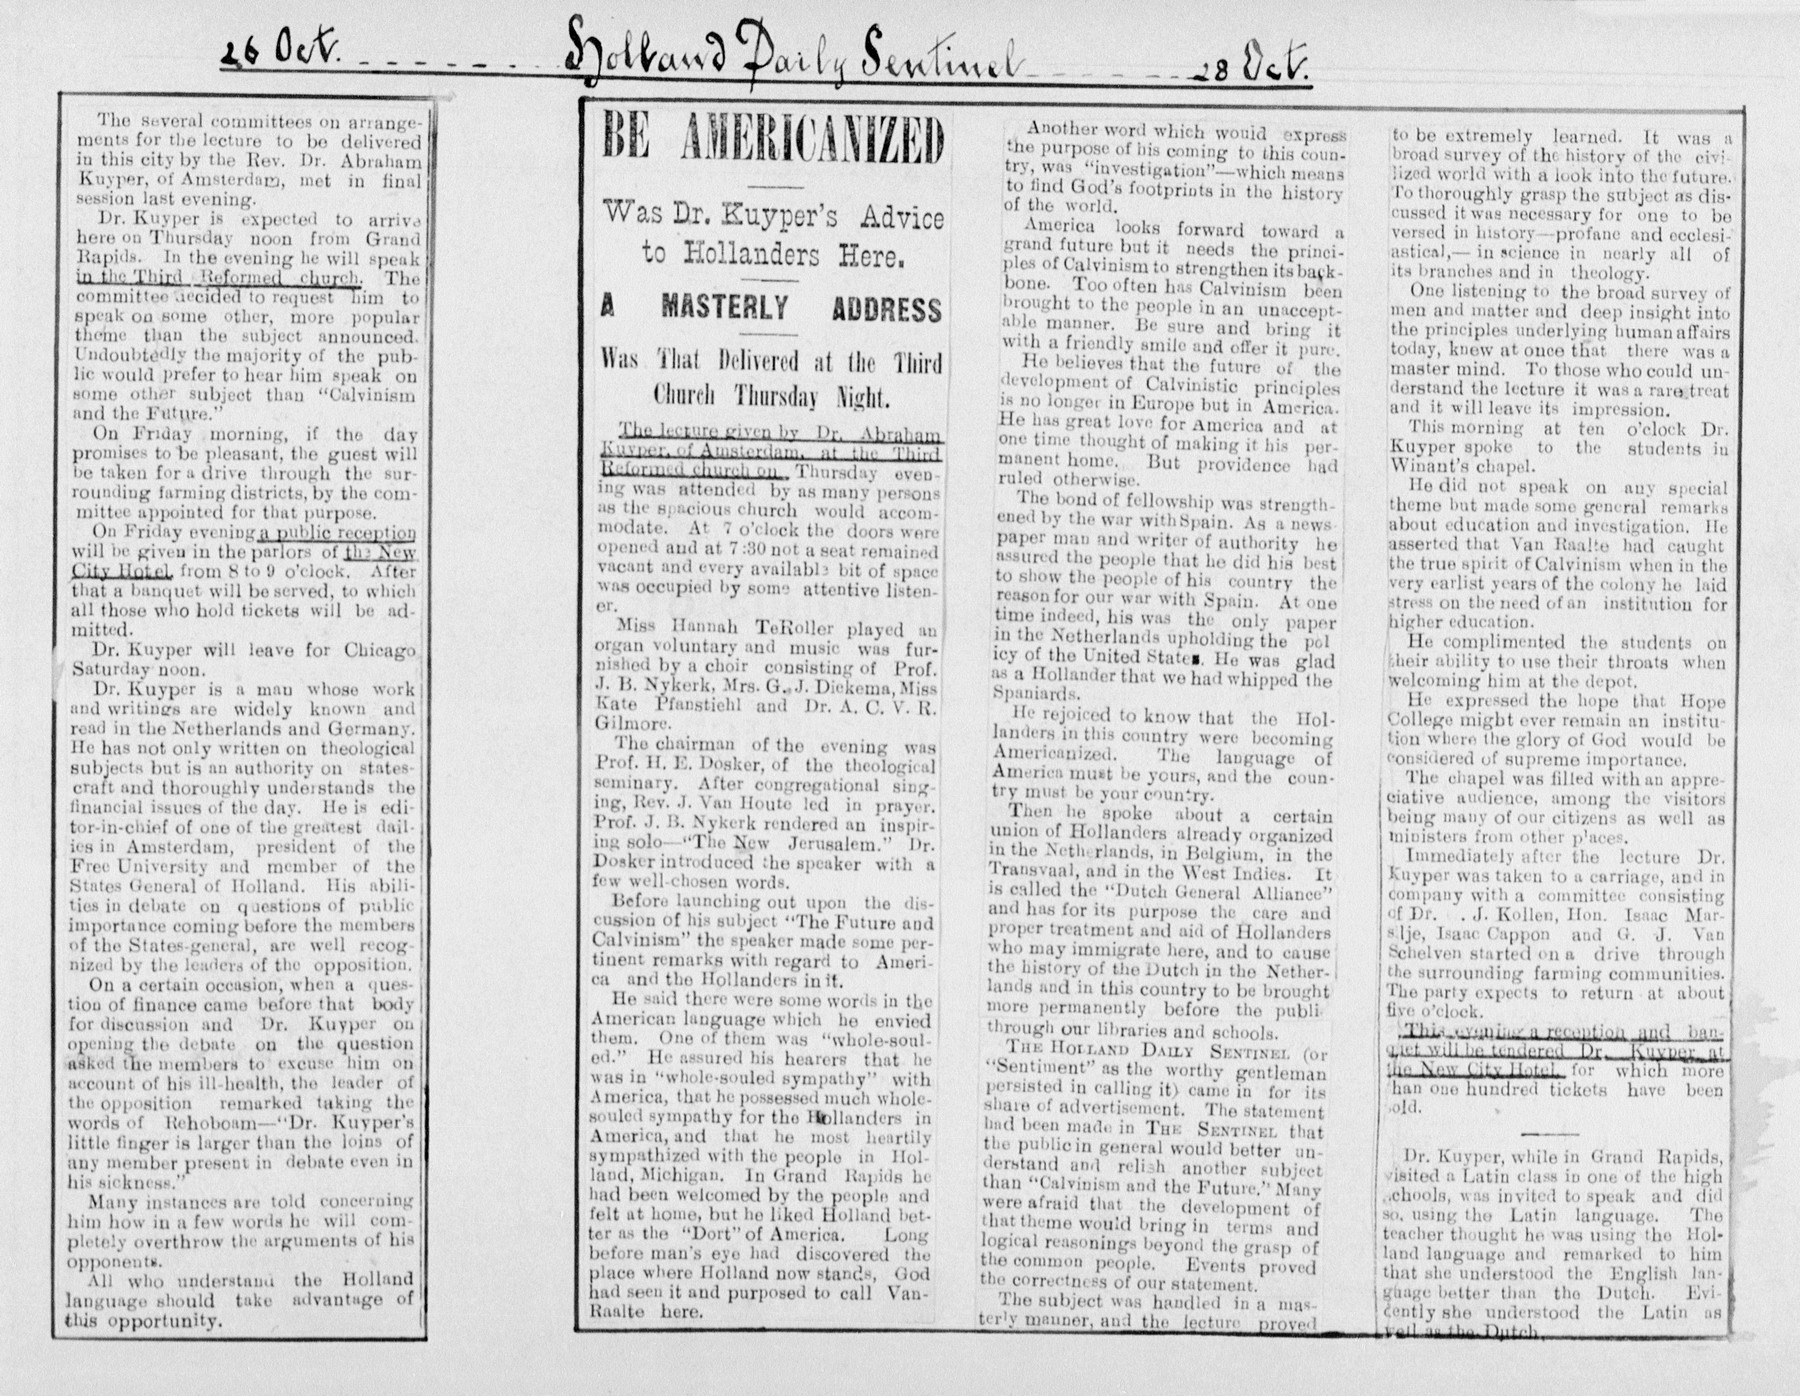 26 Oct. Holland Daily Sentinel 28 Oct.
The several committees on arrange-
ments for the lecture to be delivered
in this city by the Rev. Dr. Abraham
Kuyper, of Amsterdam, met in final
session last evening.
Dr. Kuyper is expected to arrive
here on Thursday noon from Grand
Rapids. In the evening he will speak
in the Third Reformed church. The
committee decided to request him to
speak on some other, more popular
theme than the subject announced.
Undoubtedly the majority of the pub-
lic would prefer to hear him speak on
some other subject than "Calvinism
and the Future."
On Friday morning, if the day
promises to be pleasant, the guest will
be taken for a drive through the sur-
rounding farming districts, by the com-
mittee appointed for that purpose.
On Friday evening a public reception
will be given in the parlors of the New
City Hotel from 8 to 9 o'clock. After
that a banquet will be served, to which
all those who hold tickets will be ad-
mitted.
Dr. Kuyper will leave for Chicago
Saturday noon.
Dr. Kuyper is a man whose work
and writings are widely known and
read in the Netherlands and Germany.
He has not only written on theological
subjects but is an authority on states-
craft and thoroughly understands the
financial issues of the day. He is edi-
tor-in-chief of one of the greatest dail-
ies in Amsterdam, president of the
Free University and member of the
States General of Holland. His abili-
ties in debate on questions of public
importance coming before the members
of the States-general, are well recog-
nized by the leaders of the opposition.
On a certain occasion, when a ques-
tion of finance came before that body
for discussion and Dr. Kuyper on
opening the debate on the question
asked the members to excuse him on
account of his ill-health, the leader of
the opposition remarked taking the
words of Rehoboam—"Dr. Kuyper's
little finger is larger than the loins of
any member present in debate even in
his sickness."
Many instances are told concerning
him how in a few words he will com-
pletely overthrow the arguments of his
opponents.
All who understand the Holland
language should take advantage of
this opportunity.
BE AMERICANIZED
Was Dr. Kuyper's Advice
to Hollanders Here.
A MASTERLY ADDRESS
Was That Delivered at the Third
Church Thursday Night.
The lecture given by Dr. Abraham
Kuyper, of Amsterdam, at the Third
Reformed church on Thursday even-
ing was attended by as many persons
as the spacious church would accom-
modate. At 7 o'clock the doors were
opened and at 7:30 not a seat remained
vacant and every available bit of space
was occupied by some attentive listen-
er.
Miss Hannah TeRoller played an
organ voluntary and music was fur-
nished by a choir consisting of Prof.
J. B. Nykerk, Mrs. G. J. Diekema, Miss
Kate Pfanstiehl and Dr. A. C. V. R.
Gilmore.
The chairman of the evening was
Prof. H. E. Dosker, of the theological
seminary. After congregational sing-
ing, Rev. J. Van Houte led in prayer.
Prof. J. B. Nykerk rendered an inspir-
ing solo—"The New Jerusalem." Dr.
Dosker introduced the speaker with a
few well-chosen words.
Before launching out upon the dis-
cussion of his subject "The Future and
Calvinism" the speaker made some per-
tinent remarks with regard to Ameri-
ca and the Hollanders in it.
He said there were some words in the
American language which he envied
them. One of them was "whole-soul-
ed." He assured his hearers that he
was in "whole-souled sympathy" with
America, that he possessed much whole-
souled sympathy for the Hollanders in
America, and that he most heartily
sympathized with the people in Hol-
land, Michigan. In Grand Rapids he
had been welcomed by the people and
felt at home, but he liked Holland bet-
ter as the "Dort" of America. Long
before man's eye had discovered the
place where Holland now stands, God
had seen it and purposed to call Van-
Raalte here.
Another word which would express
the purpose of his coming to this coun-
try, was "investigation"—which means
to find God's footprints in the history
of the world.
America looks forward toward a
grand future but it needs the princi-
ples of Calvinism to strengthen its back-
bone. Too often has Calvinism been
brought to the people in an unaccept-
able manner. Be sure and bring it
with a friendly smile and offer it pure.
He believes that the future of the
development of Calvinistic principles
is no longer in Europe but in America.
He has great love for America and at
one time thought of making it his per-
manent home. But providence had
ruled otherwise.
The bond of fellowship was strength-
ened by the war with Spain. As a news
paper man and writer of authority he
assured the people that he did his best
to show the people of his country the
reason for our war with Spain. At one
time indeed, his was the only paper
in the Netherlands upholding the pol
icy of the United States. He was glad
as a Hollander that we had whipped the
Spaniards.
He rejoiced to know that the Hol-
landers in this country were becoming
Americanized. The language of
America must be yours, and the coun-
try must be your country.
Then he spoke about a certain
union of Hollanders already organized
in the Netherlands, in Belgium, in the
Transvaal, and in the West Indies. It
is called the "Dutch General Alliance"
and has for its purpose the care and
proper treatment and aid of Hollanders
who may immigrate here, and to cause
the history of the Dutch in the Nether-
lands and in this country to be brought
more permanently before the publi
through our libraries and schools.
THE HOLLAND DAILY SENTINEL (or
"Sentiment" as the worthy gentleman
persisted in calling it) came in for its
share of advertisement. The statement
had been made in THE SENTINEL that
the public in general would better un-
derstand and relish another subject
than "Calvinism and the Future." Many
were afraid that the development of
that theme would bring in terms and
logical reasonings beyond the grasp of
the common people. Events proved
the correctness of our statement.
The subject was handled in a mas-
terly manner, and the lecture proved
to be extremely learned. It was a
broad survey of the history of the civi-
lized world with a look into the future.
To thoroughly grasp the subject as dis-
cussed it was necessary for one to be
versed in history—profane and ecclesi-
astical,— in science in nearly all of
its branches and in theology.
One listening to the broad survey of
men and matter and deep insight into
the principles underlying human affairs
today, knew at once that there was a
master mind. To those who could un-
derstand the lecture it was a rare treat
and it will leave its impression.
This morning at ten o'clock Dr.
Kuyper spoke to the students in
Winant's chapel.
He did not speak on any special
theme but made some general remarks
about education and investigation. He
asserted that Van Raalte had caught
the true spirit of Calvinism when in the
very earlist years of the colony he laid
stress on the need of an institution for
higher education.
He complimented the students on
their ability to use their throats when
welcoming him at the depot.
He expressed the hope that Hope
College might ever remain an institu-
tion where the glory of God would be
considered of supreme importance.
The chapel was filled with an appre-
ciative audience, among the visitors
being many of our citizens as well as
ministers from other places.
Immediately after the lecture Dr.
Kuyper was taken to a carriage, and in
company with a committee consisting
of Dr. . J. Kollen, Hon. Isaac Mar-
silje, Isaac Cappon and G. J. Van
Schelven started on a drive through
the surrounding farming communities.
The party expects to return at about
five o'clock.
This evening a reception and ban-
quet will be tendered Dr. Kuyper at
the New City Hotel for which more
han one hundred tickets have been
sold.
Dr. Kuyper, while in Grand Rapids,
visited a Latin class in one of the high
schools, was invited to speak and did
so, using the Latin language. The
teacher thought he was using the Hol-
land language and remarked to him
that she understood the English lan-
guage better than the Dutch. Evi-
dently she understood the Latin as
well as the Dutch.